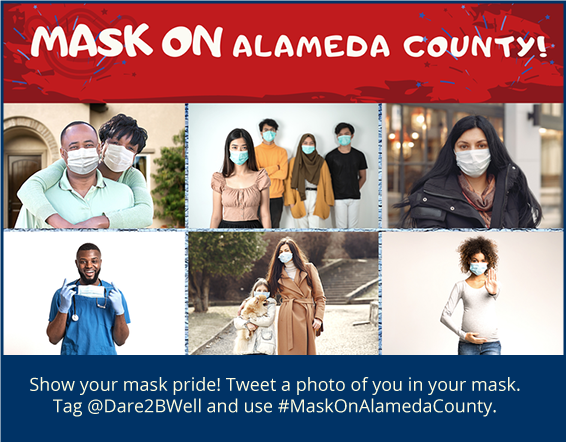 MASK ON ALAMEDA COUNTY!
Show your mask pride! Tweet a photo of you in your mask.
Tag @Dare2BWell and use #MaskOnAlamedaCounty.